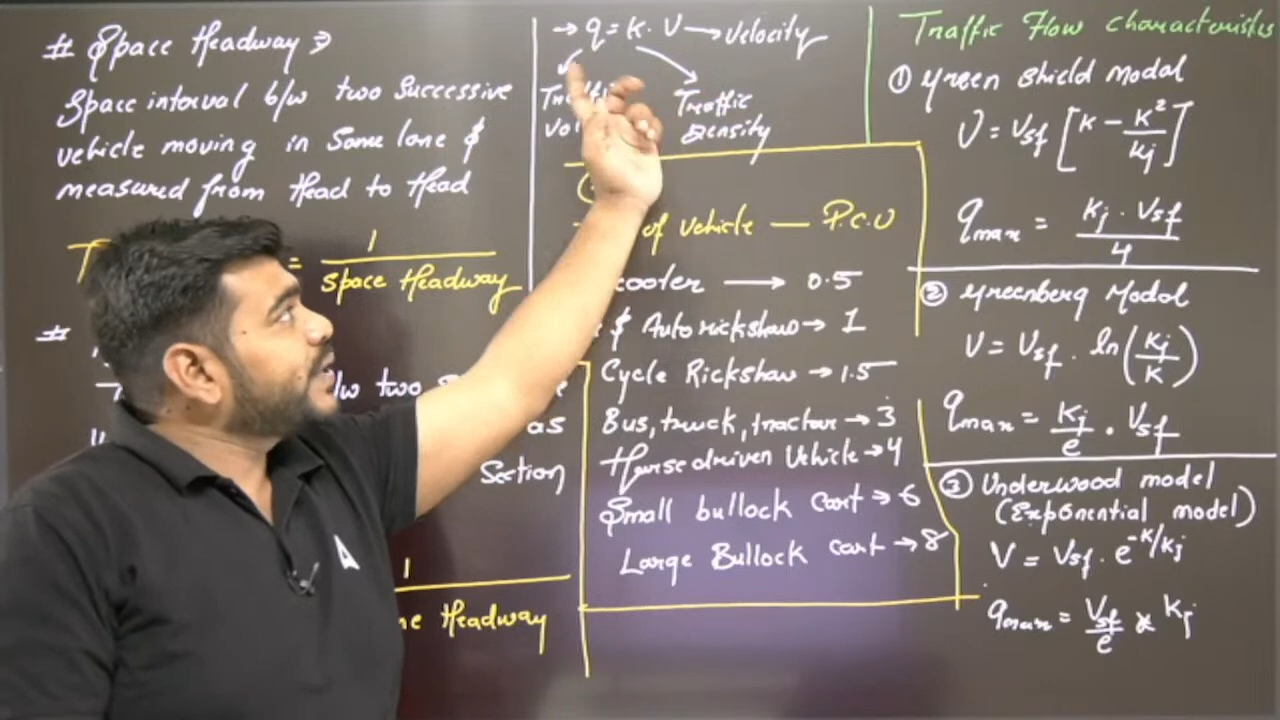 # Space Headway ⇒
Space interval b/w two Successive
vehicle moving in Same lane &
measured from Head to Head
= 1 / space Headway
#
b/w two
as
Section
1
Headway
→ q = K . V → Velocity
Traffic
Density
of vehicle — P.C.U
cooter → 0.5
& Auto rickshaw → 1
Cycle Rickshaw → 1.5
Bus, truck, tractor → 3
Horse driven Vehicle → 4
Small bullock cart → 6
Large Bullock cart → 8
Traffic Flow characteristics
① Green Shield Modal
V = Vsf [K - K²/Kj]
qmax = Kj . Vsf / 4
② Greenberg Modal
V = Vsf . ln (Kj/K)
qmax = Kj/e . Vsf
③ Underwood model
(Exponential model)
V = Vsf . e^-K/Kj
qmax = Vsf/e × Kj